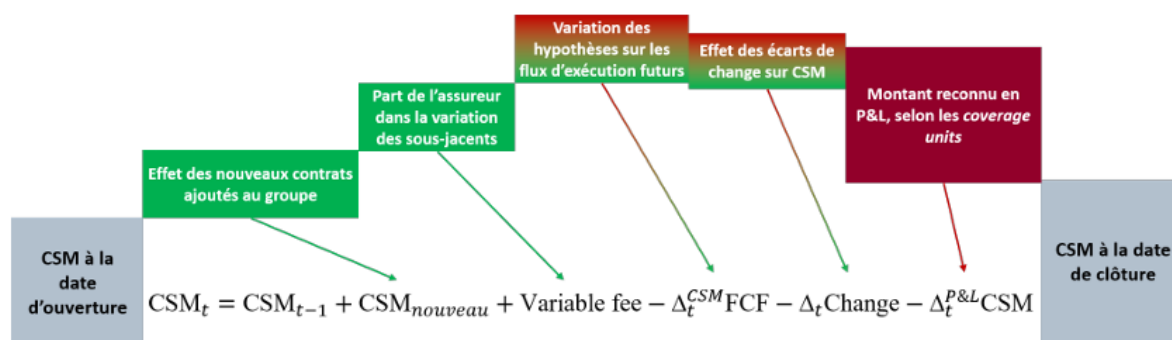 Variation des
hypothèses sur les
flux d'exécution futurs
Effet des écarts de
change sur CSM
Montant reconnu en
P&L, selon les coverage
units
Part de l'assureur
dans la variation
des sous-jacents
Effet des nouveaux contrats
ajoutés au groupe
CSM à la
date
d'ouverture
CSM à la date
de clôture
CSM_t = CSM_{t−1} + CSM_{nouveau} + Variable fee − Δ_t^{CSM}FCF − Δ_tChange − Δ_t^{P&L}CSM